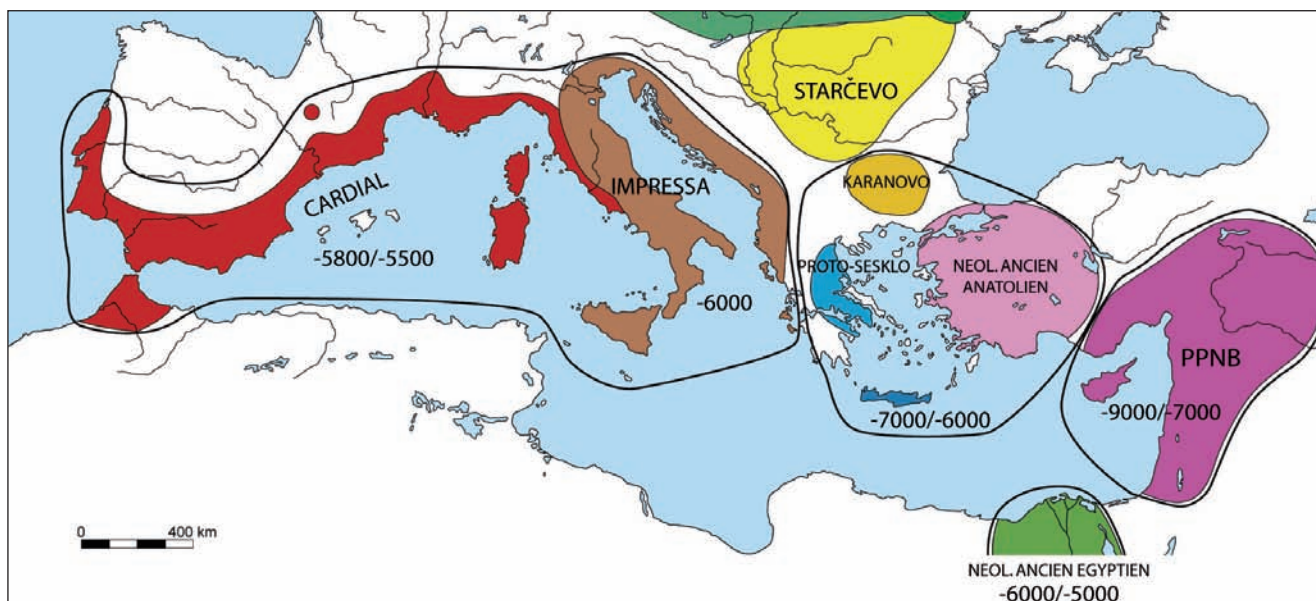 STARČEVO
KARANOVO
CARDIAL
-5800/-5500
IMPRESSA
-6000
PROTO-SESKLO
NEOL. ANCIEN
ANATOLIEN
-7000/-6000
PPNB
-9000/-7000
0 400 km
NEOL. ANCIEN EGYPTIEN
-6000/-5000